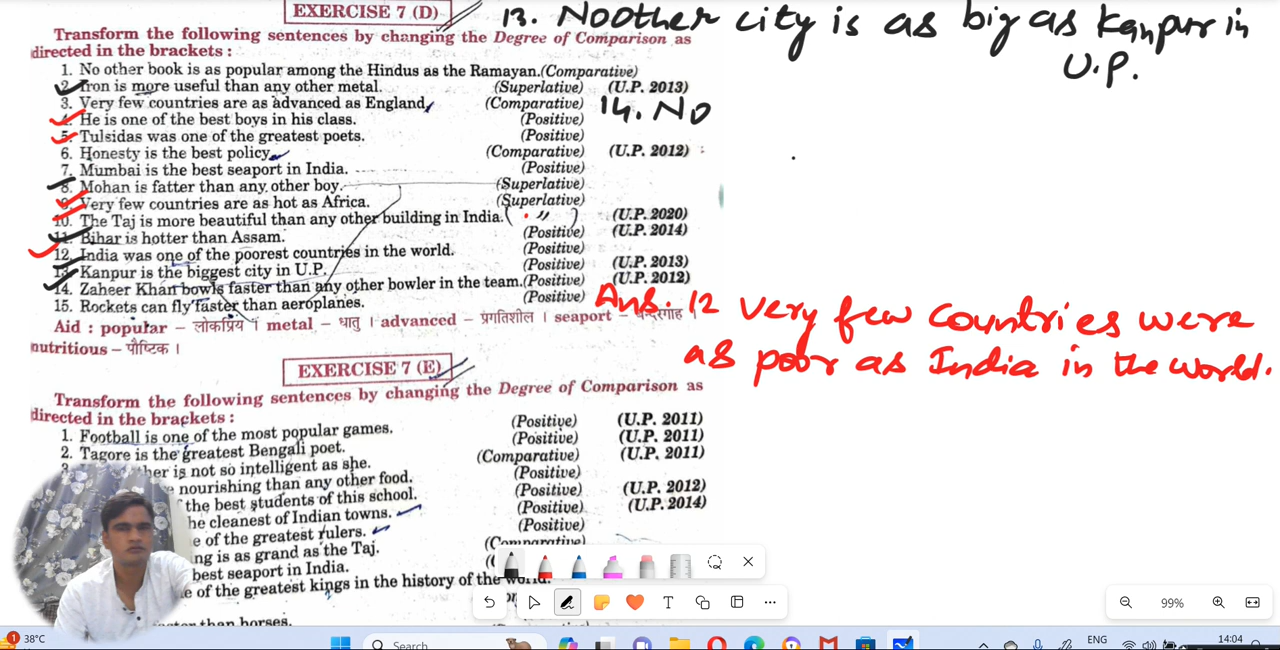 EXERCISE 7 (D)
13. Noother city is as big as Kanpur in
U.P.
Transform the following sentences by changing the Degree of Comparison as
directed in the brackets :
1. No other book is as popular among the Hindus as the Ramayan.(Comparative)
2. Iron is more useful than any other metal. (Superlative) (U.P. 2013)
3. Very few countries are as advanced as England. (Comparative)
14. No
4. He is one of the best boys in his class. (Positive)
5. Tulsidas was one of the greatest poets. (Positive)
6. Honesty is the best policy. (Comparative) (U.P. 2012)
7. Mumbai is the best seaport in India. (Positive)
8. Mohan is fatter than any other boy. (Superlative)
9. Very few countries are as hot as Africa. (Superlative)
10. The Taj is more beautiful than any other building in India. ( " ) (U.P. 2020)
11. Bihar is hotter than Assam. (Positive) (U.P. 2014)
12. India was one of the poorest countries in the world. (Positive)
13. Kanpur is the biggest city in U.P. (Positive) (U.P. 2013)
14. Zaheer Khan bowls faster than any other bowler in the team.(Positive) (U.P. 2012)
15. Rockets can fly faster than aeroplanes. (Positive)
Ans. 12 Very few Countries were
as poor as India in the world.
Aid : popular – लोकप्रिय । metal – धातु । advanced – प्रगतिशील । seaport – बन्दरगाह ।
nutritious – पौष्टिक ।
EXERCISE 7 (E)
Transform the following sentences by changing the Degree of Comparison as
directed in the brackets :
1. Football is one of the most popular games. (Positive) (U.P. 2011)
2. Tagore is the greatest Bengali poet. (Positive) (U.P. 2011)
3. her is not so intelligent as she. (Comparative) (U.P. 2011)
nourishing than any other food. (Positive)
the best students of this school. (Positive) (U.P. 2012)
he cleanest of Indian towns. (Positive) (U.P. 2014)
e of the greatest rulers. (Positive)
ng is as grand as the Taj. (Comparative)
best seaport in India.
e of the greatest kings in the history of the world.
than horses.
99%
1
38°C
Search
ENG
14:04